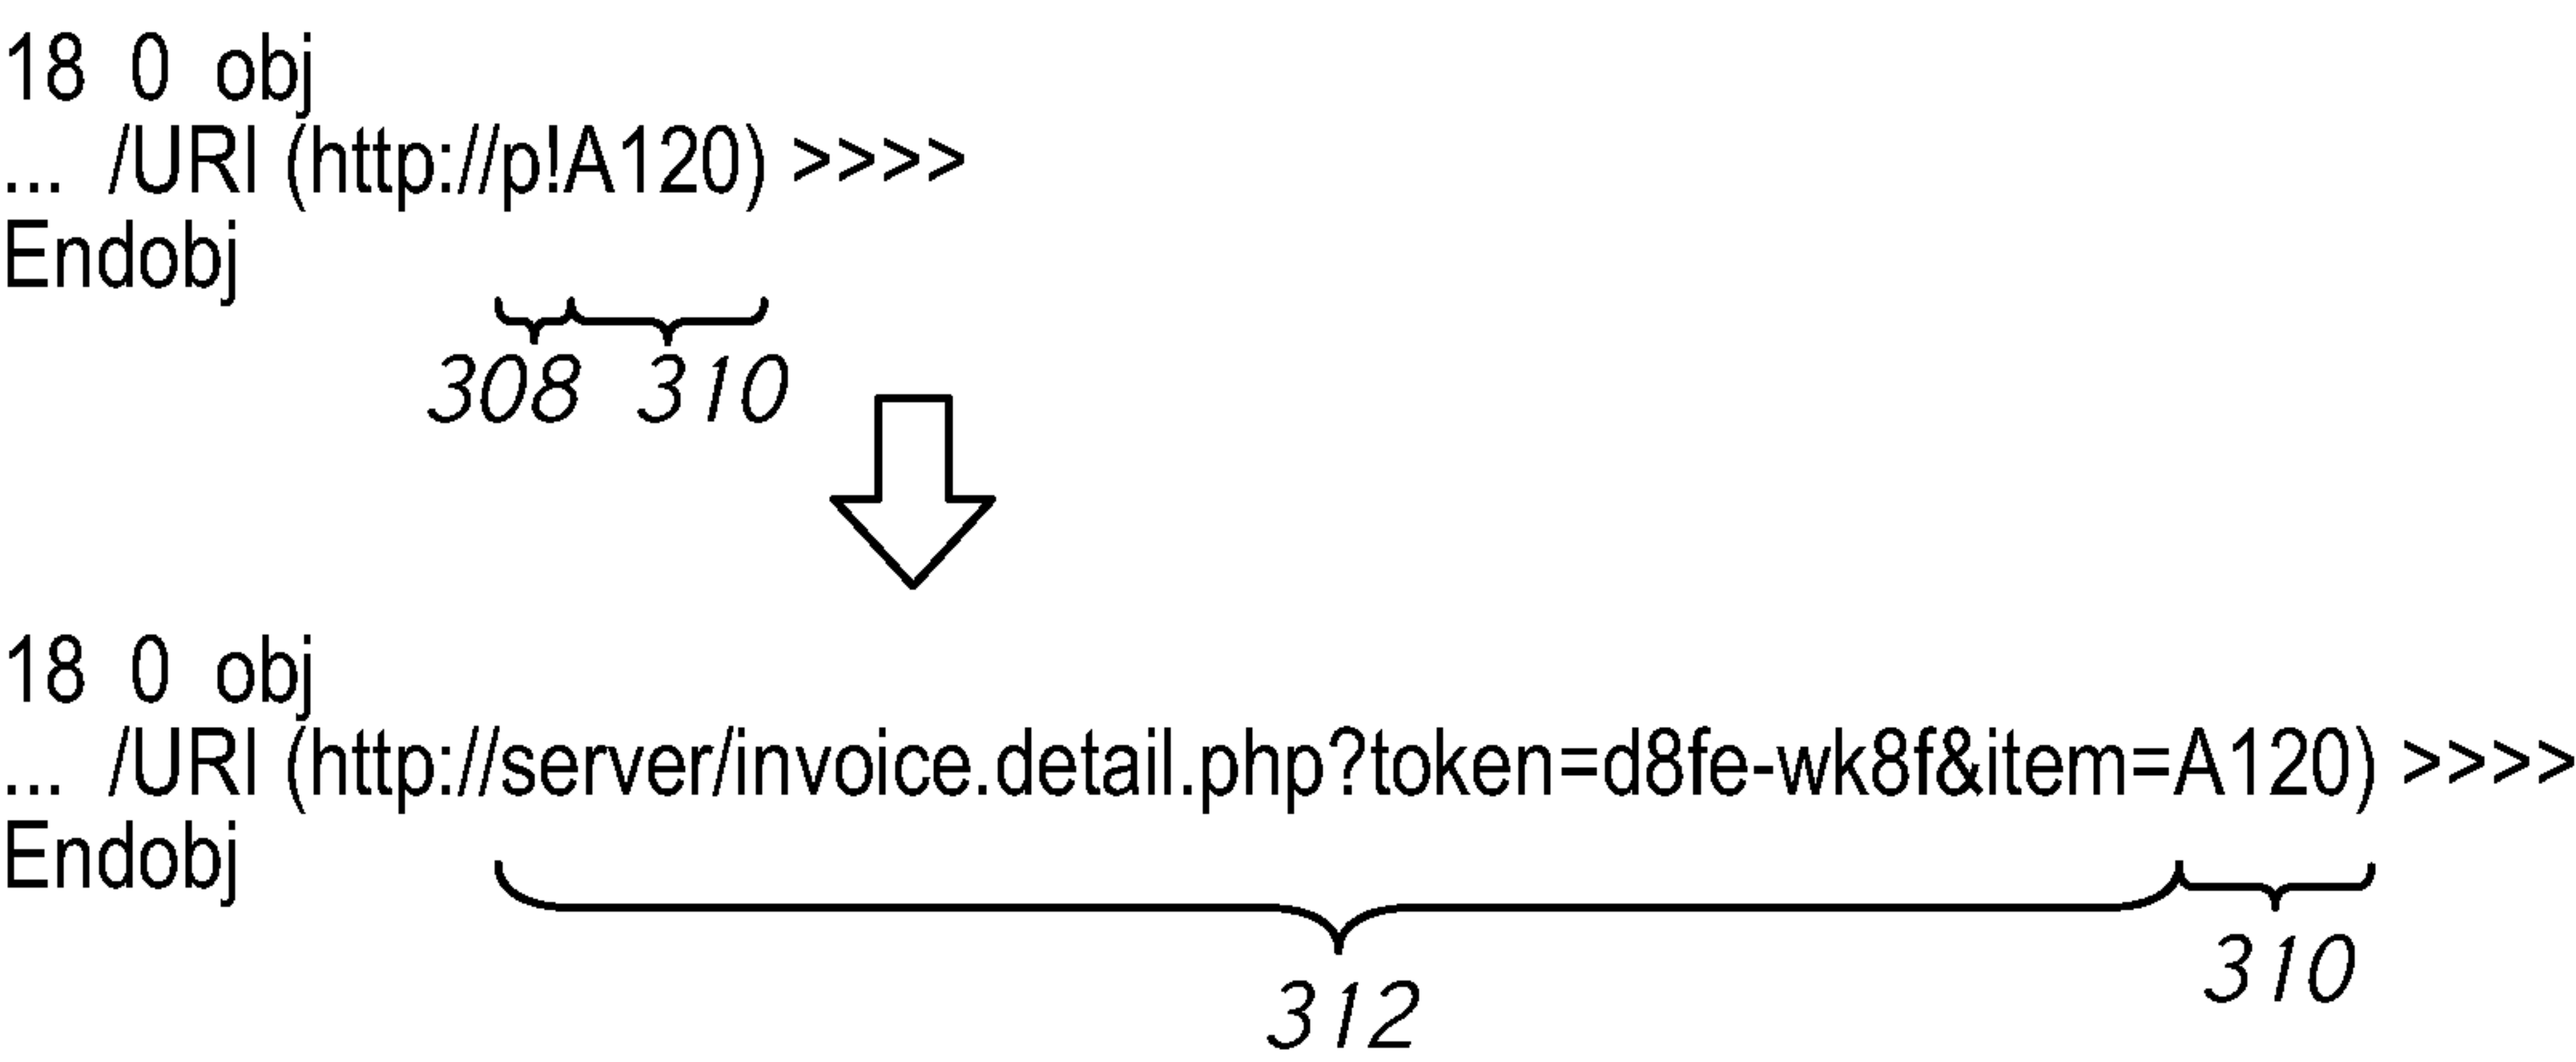 18 0 obj
... /URI (http://p!A120) >>>>
Endobj
308 310
18 0 obj
... /URI (http://server/invoice.detail.php?token=d8fe-wk8f&item=A120) >>>>
Endobj
310
312